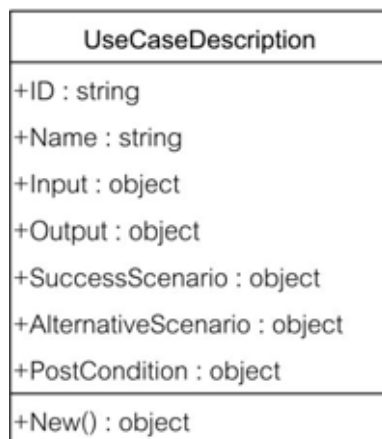 UseCaseDescription
+ID : string
+Name : string
+Input : object
+Output : object
+SuccessScenario : object
+AlternativeScenario : object
+PostCondition : object
+New() : object